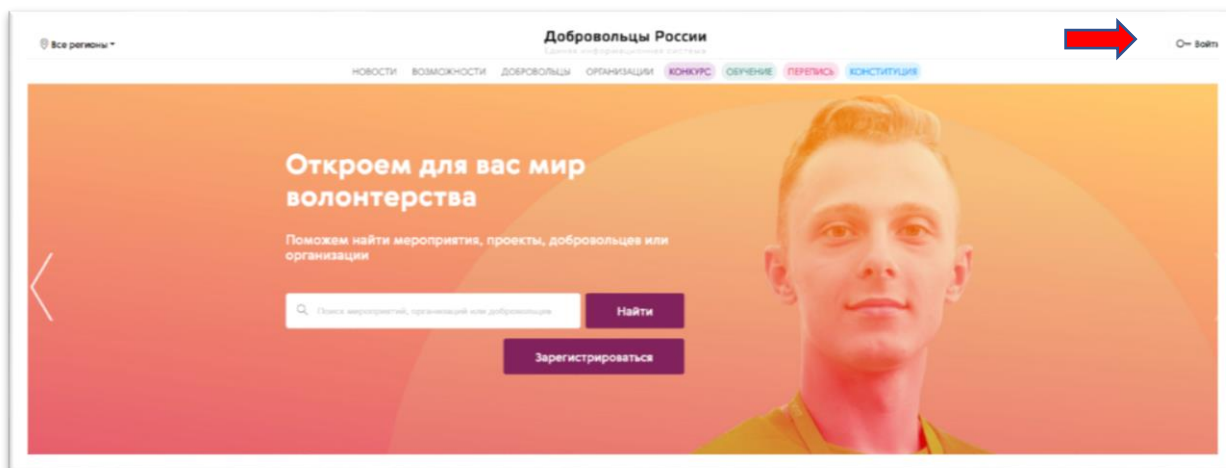 Все регионы
Добровольцы России
Единая информационная система
Войти
НОВОСТИ ВОЗМОЖНОСТИ ДОБРОВОЛЬЦЫ ОРГАНИЗАЦИИ КОНКУРС ОБУЧЕНИЕ ПЕРЕПИСЬ КОНСТИТУЦИЯ
Откроем для вас мир
волонтерства
Поможем найти мероприятия, проекты, добровольцев или
организации
Поиск мероприятий, организаций или добровольцев
Найти
Зарегистрироваться